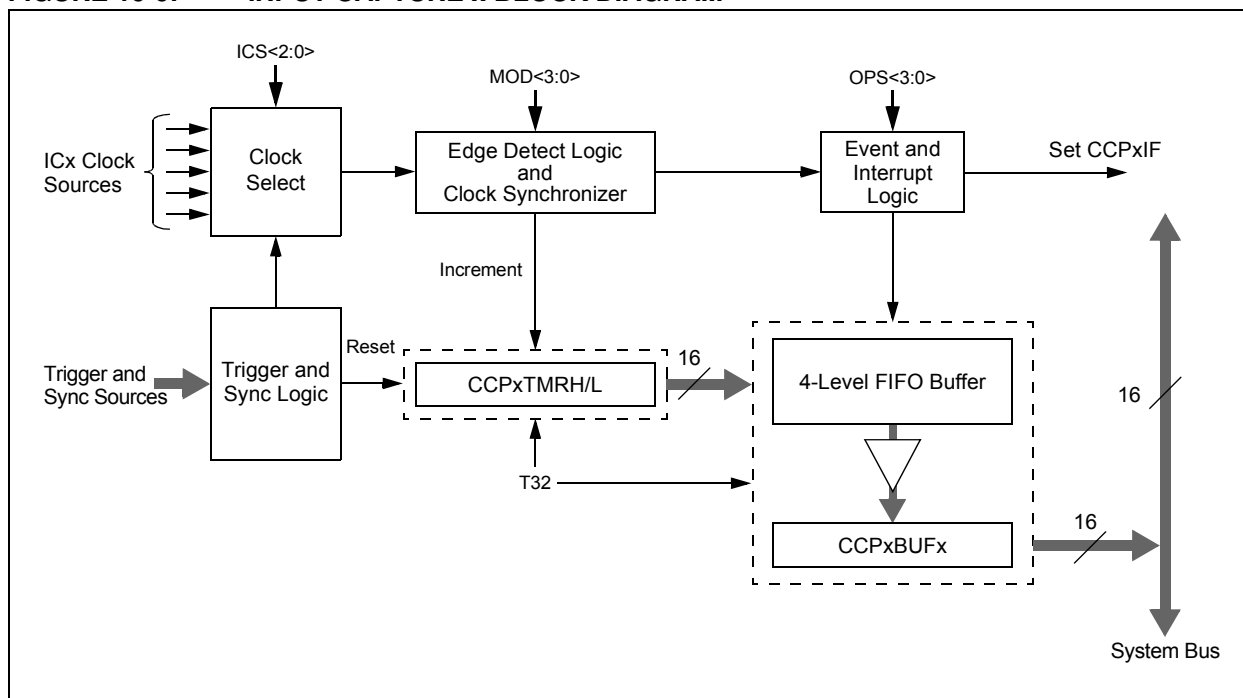 ICS<2:0>
MOD<3:0>
OPS<3:0>
ICx Clock
Sources
Clock
Select
Edge Detect Logic
and
Clock Synchronizer
Event and
Interrupt
Logic
Set CCPxIF
Increment
Trigger and
Sync Sources
Trigger and
Sync Logic
Reset
CCPxTMRH/L
16
4-Level FIFO Buffer
T32
CCPxBUFx
16
16
System Bus